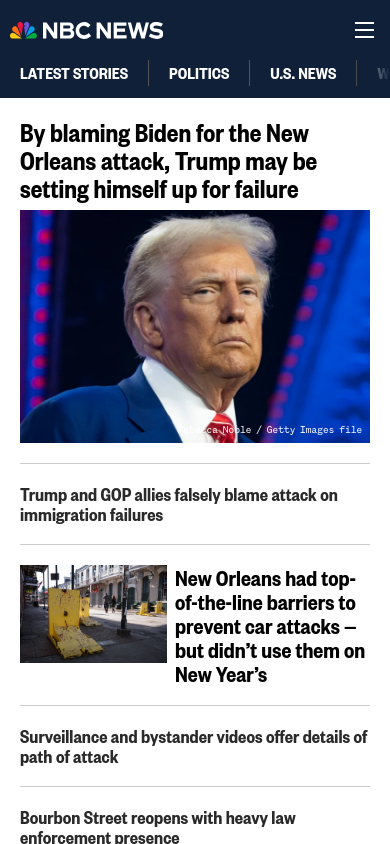 NBC NEWS
LATEST STORIES
POLITICS
U.S. NEWS
By blaming Biden for the New
Orleans attack, Trump may be
setting himself up for failure
Noble / Getty Images file
Trump and GOP allies falsely blame attack on
immigration failures
New Orleans had top-
of-the-line barriers to
prevent car attacks —
but didn’t use them on
New Year’s
Surveillance and bystander videos offer details of
path of attack
Bourbon Street reopens with heavy law
enforcement presence